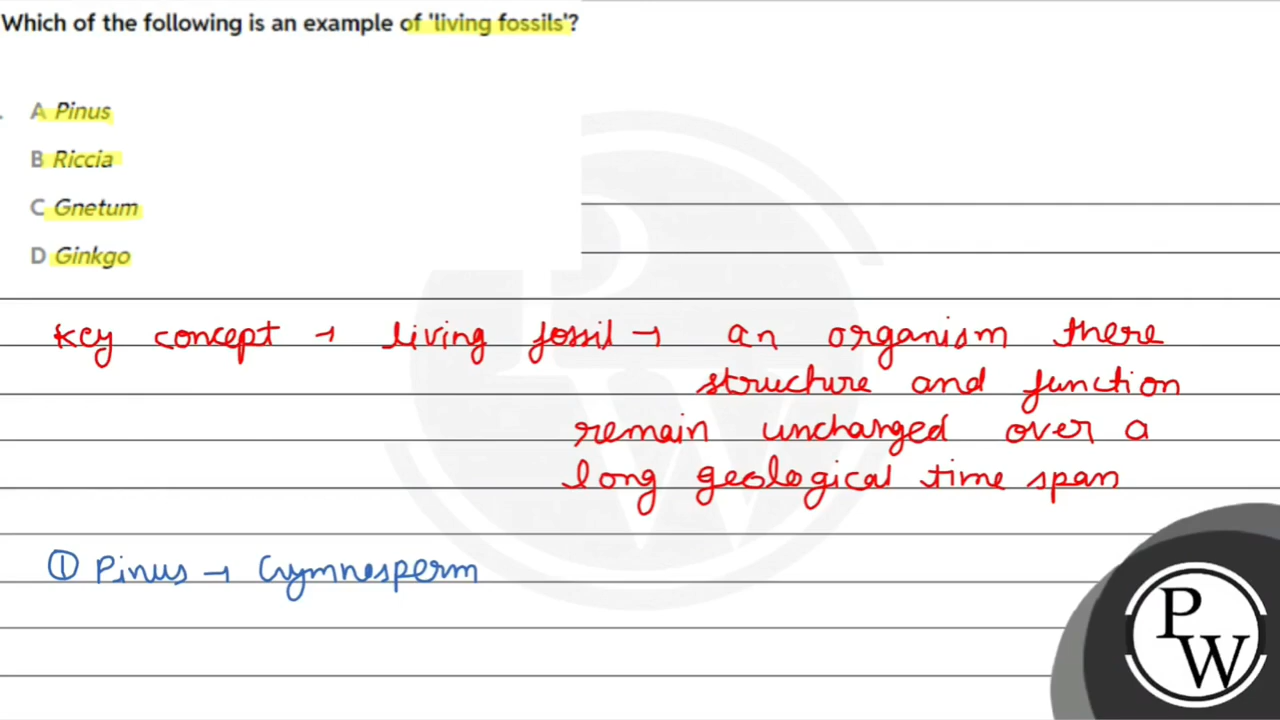 Which of the following is an example of 'living fossils'?
A Pinus
B Riccia
C Gnetum
D Ginkgo
Key concept → living fossil → an organism there
structure and function
remain unchanged over a
long geological time span
① Pinus → Gymnosperm
P
W